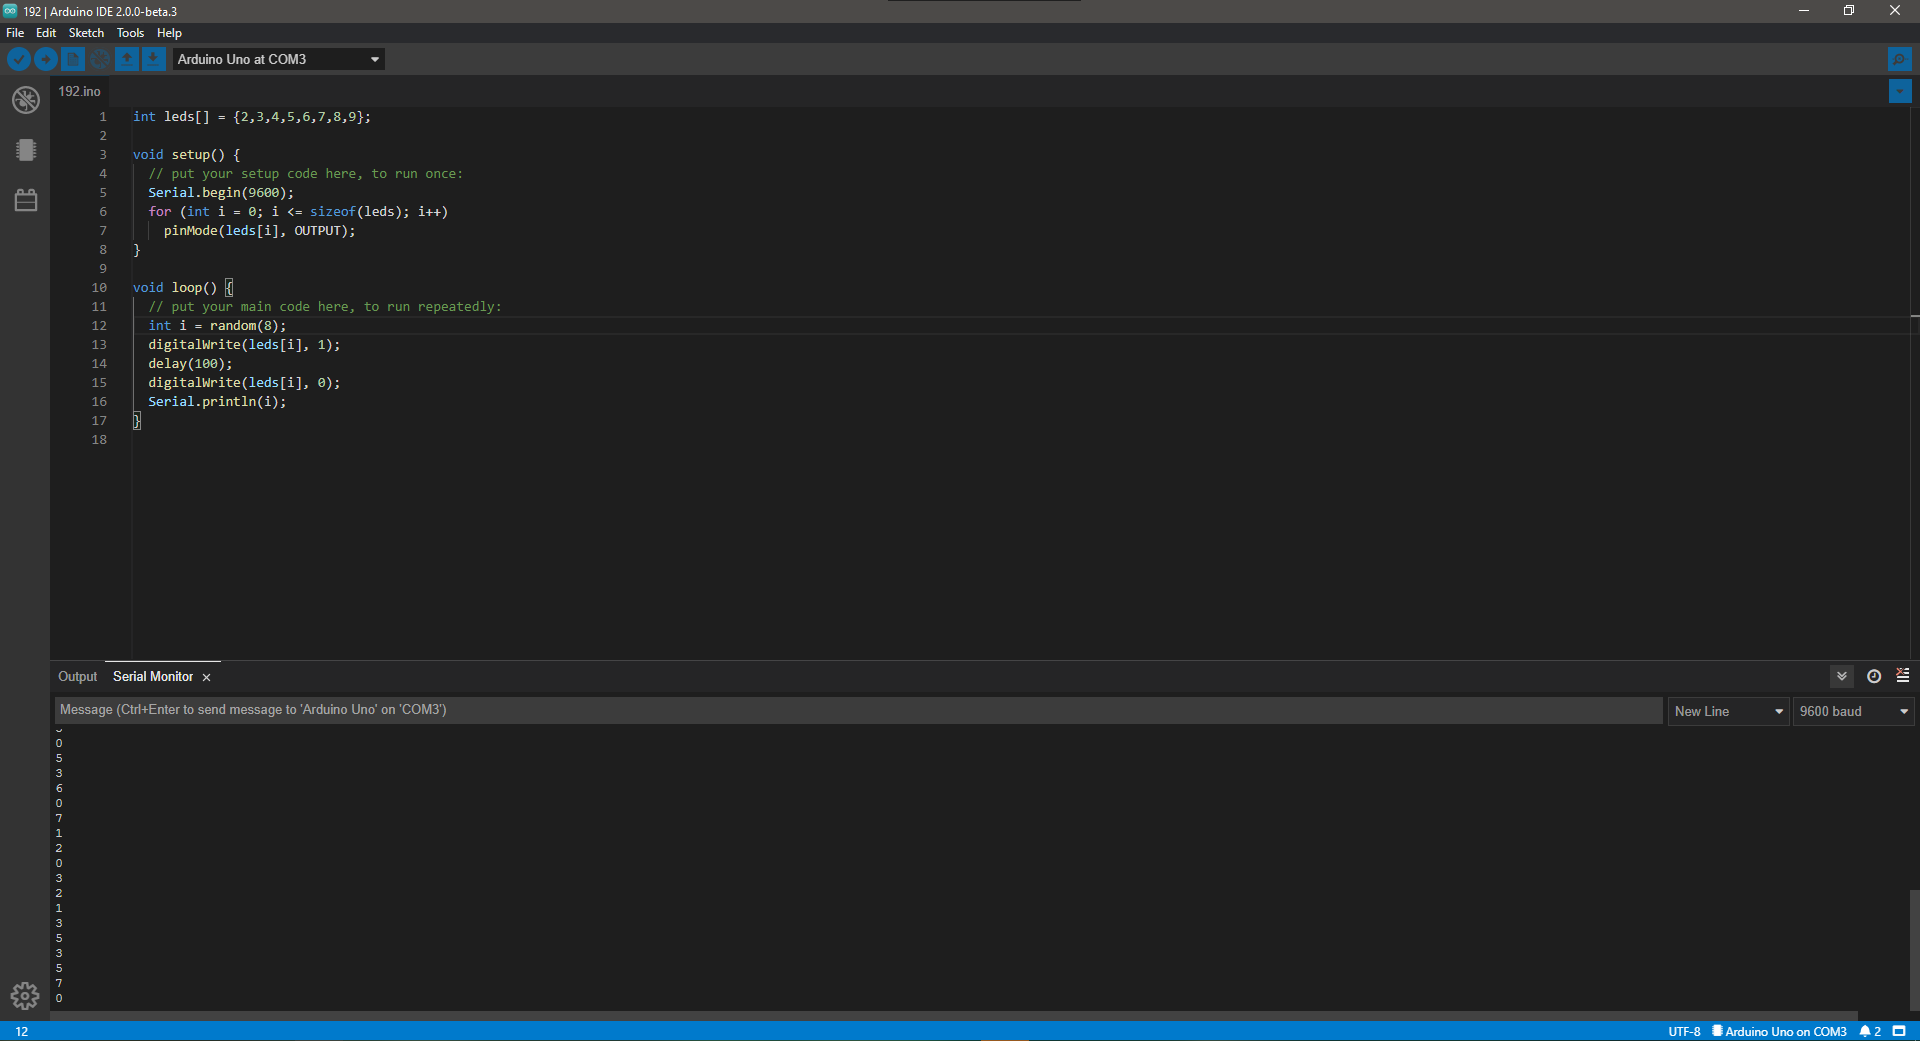 192 | Arduino IDE 2.0.0-beta.3
File Edit Sketch Tools Help
Arduino Uno at COM3
192.ino
1 int leds[] = {2,3,4,5,6,7,8,9};
2
3 void setup() {
4 // put your setup code here, to run once:
5 Serial.begin(9600);
6 for (int i = 0; i <= sizeof(leds); i++)
7 pinMode(leds[i], OUTPUT);
8 }
9
10 void loop() {
11 // put your main code here, to run repeatedly:
12 int i = random(8);
13 digitalWrite(leds[i], 1);
14 delay(100);
15 digitalWrite(leds[i], 0);
16 Serial.println(i);
17 }
18
Output Serial Monitor
Message (Ctrl+Enter to send message to 'Arduino Uno' on 'COM3')
New Line 9600 baud
0
5
3
6
0
7
1
2
0
3
2
1
3
5
3
5
7
0
12 UTF-8 Arduino Uno on COM3 2